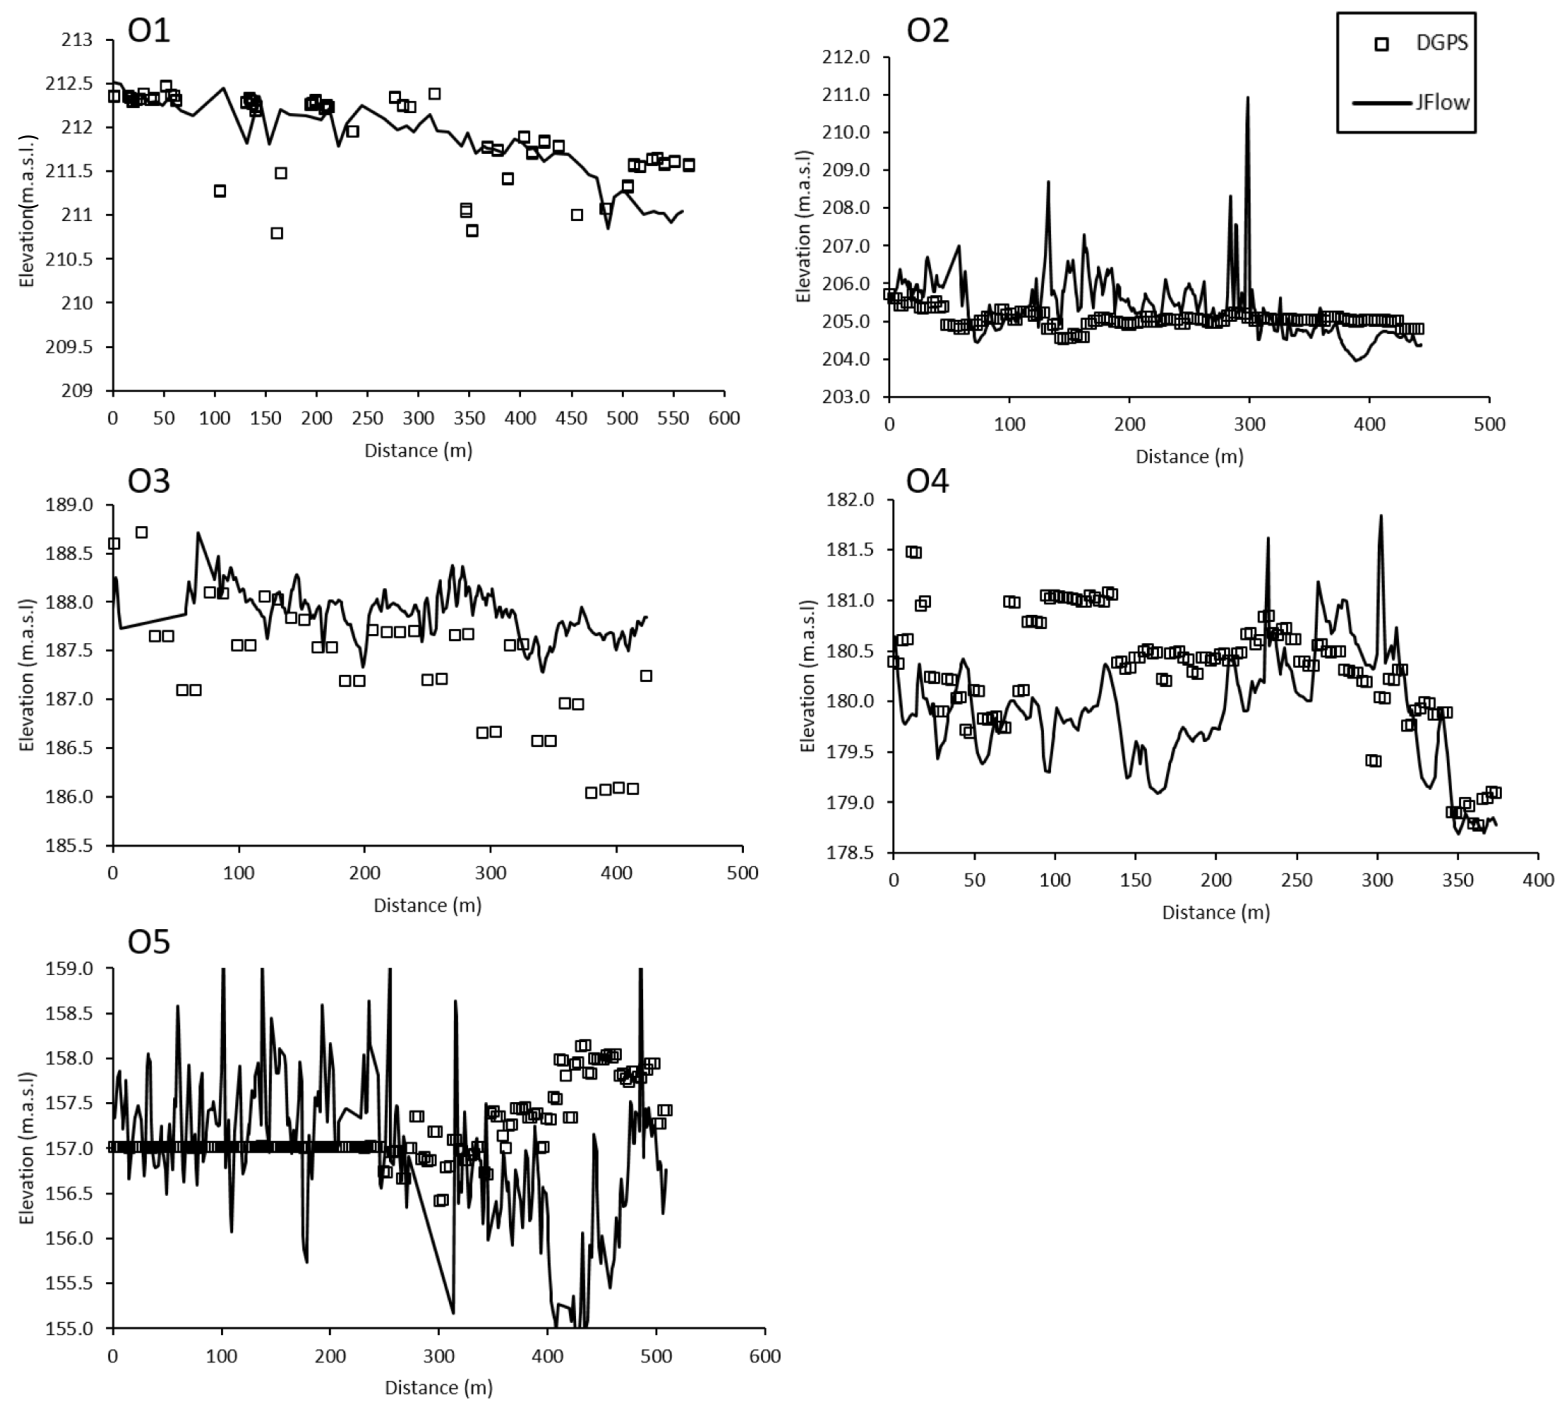 O1
213
212.5
212
211.5
211
210.5
210
209.5
209
Elevation(m.a.s.l.)
0 50 100 150 200 250 300 350 400 450 500 550 600
Distance (m)
O2
DGPS
JFlow
212.0
211.0
210.0
209.0
208.0
207.0
206.0
205.0
204.0
203.0
Elevation (m.a.s.l)
0 100 200 300 400 500
Distance (m)
O3
189.0
188.5
188.0
187.5
187.0
186.5
186.0
185.5
Elevation (m.a.s.l)
0 100 200 300 400 500
Distance (m)
O4
182.0
181.5
181.0
180.5
180.0
179.5
179.0
178.5
Elevation (m.a.s.l)
0 50 100 150 200 250 300 350 400
Distance (m)
O5
159.0
158.5
158.0
157.5
157.0
156.5
156.0
155.5
155.0
Elevation (m.a.s.l)
0 100 200 300 400 500 600
Distance (m)